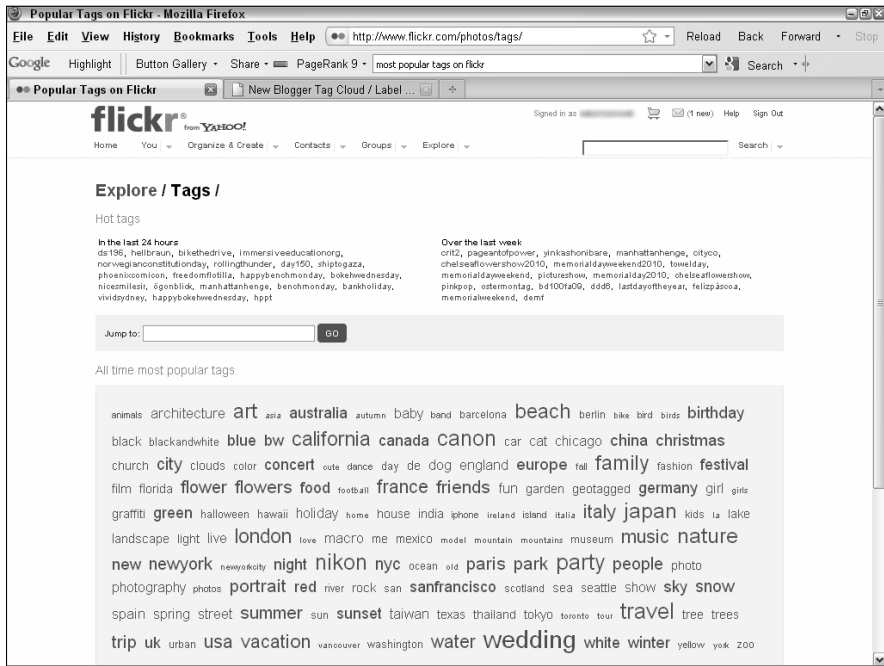 Popular Tags on Flickr - Mozilla Firefox
File Edit View History Bookmarks Tools Help http://www.flickr.com/photos/tags/ Reload Back Forward Stop
Google Highlight Button Gallery Share PageRank 9 most popular tags on flickr Search
Popular Tags on Flickr New Blogger Tag Cloud / Label ...
flickr® from YAHOO!
Signed in as (1 new) Help Sign Out
Home You Organize & Create Contacts Groups Explore Search
Explore / Tags /
Hot tags
In the last 24 hours
ds196, hellbraun, bikethedrive, immersiveeducationorg,
norwegianconstitutionday, rollingthunder, day150, shiptogaza,
phoenixcomicon, freedomflotilla, happybenchmonday, bokehwednesday,
nicesmilesir, ögonblick, manhattanhenge, benchmonday, bankholiday,
vividsydney, happybokehwednesday, hppt
Over the last week
crit2, pageantofpower, yinkashonibare, manhattanhenge, cityco,
chelseaflowershow2010, memorialdayweekend2010, towelday,
memorialdayweekend, pictureshow, memorialday2010, chelseaflowershow,
pinkpop, ostermontag, bd100fa09, ddd6, lastdayoftheyear, felizpáscoa,
memorialweekend, demf
Jump to: GO
All time most popular tags
animals architecture art asia australia autumn baby band barcelona beach berlin bike bird birds birthday
black blackandwhite blue bw california canada canon car cat chicago china christmas
church city clouds color concert cute dance day de dog england europe fall family fashion festival
film florida flower flowers food football france friends fun garden geotagged germany girl girls
graffiti green halloween hawaii holiday home house india iphone ireland island italia italy japan kids la lake
landscape light live london love macro me mexico model mountain mountains museum music nature
new newyork newyorkcity night nikon nyc ocean old paris park party people photo
photography photos portrait red river rock san sanfrancisco scotland sea seattle show sky snow
spain spring street summer sun sunset taiwan texas thailand tokyo toronto tour travel tree trees
trip uk urban usa vacation vancouver washington water wedding white winter yellow york zoo